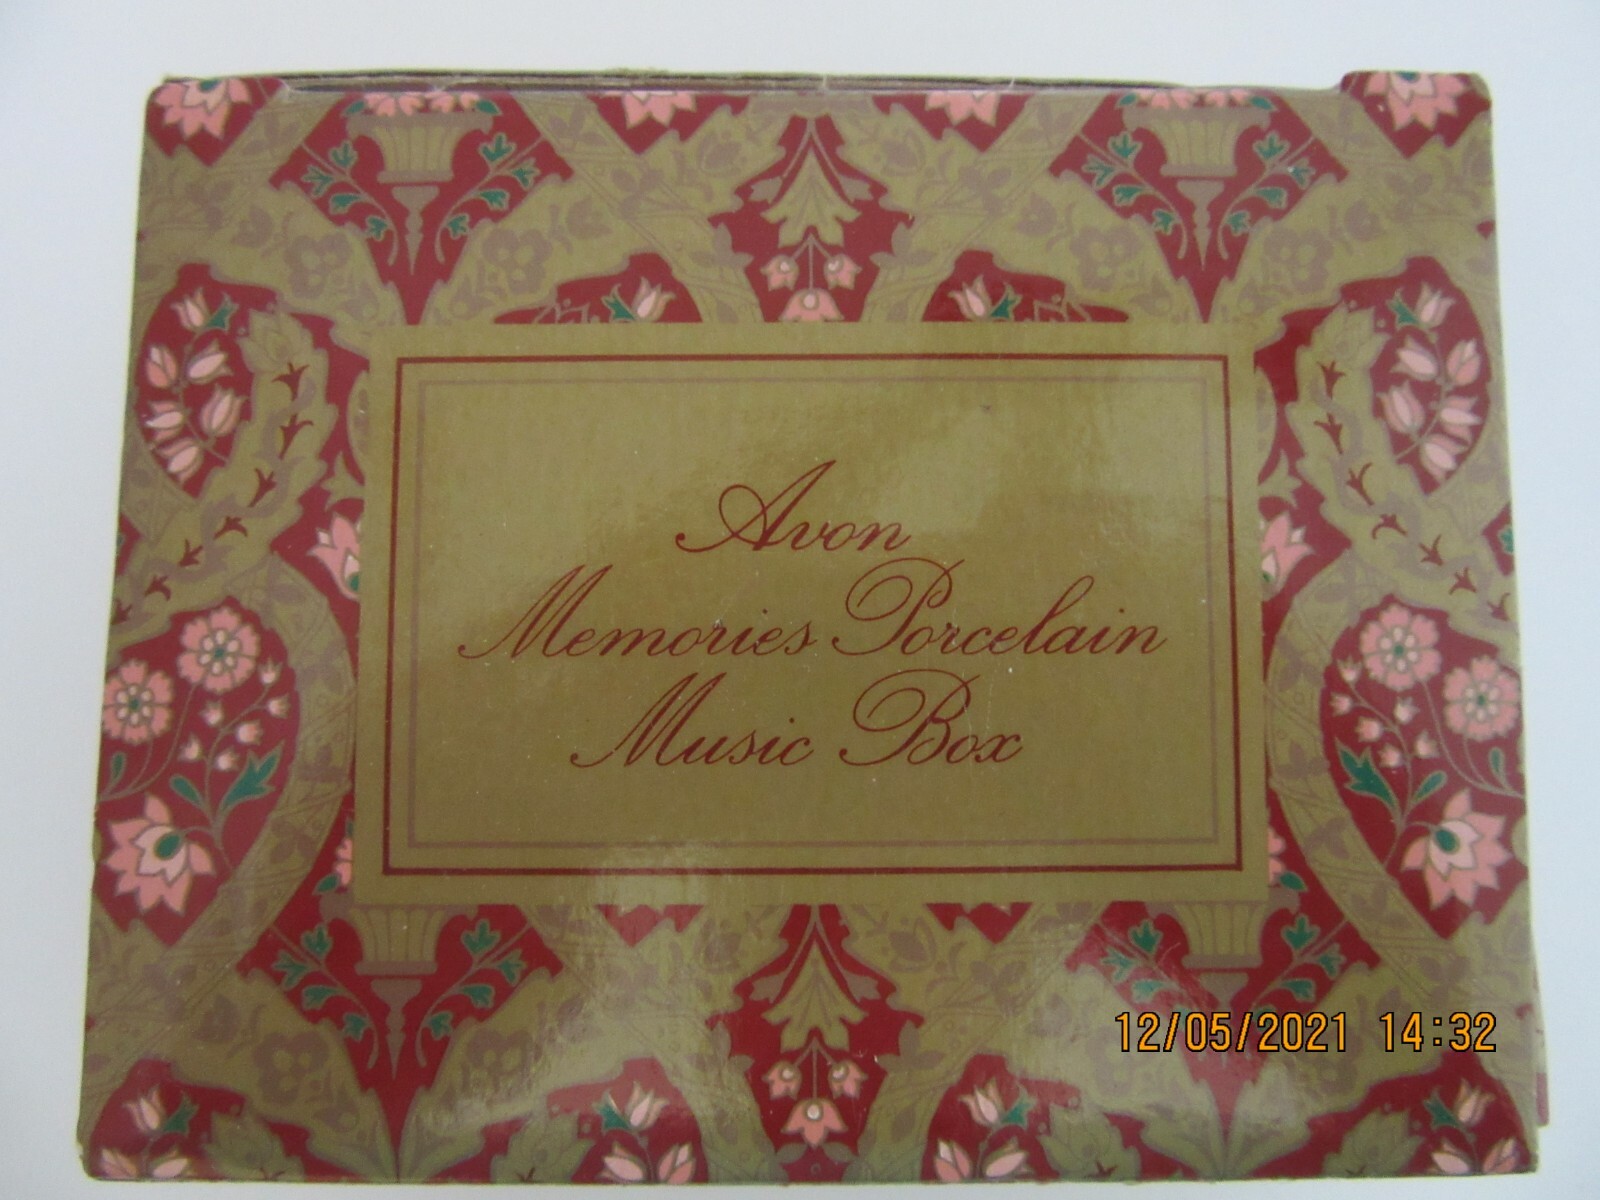 Avon
Memories Porcelain
Music Box
12/05/2021 14:32